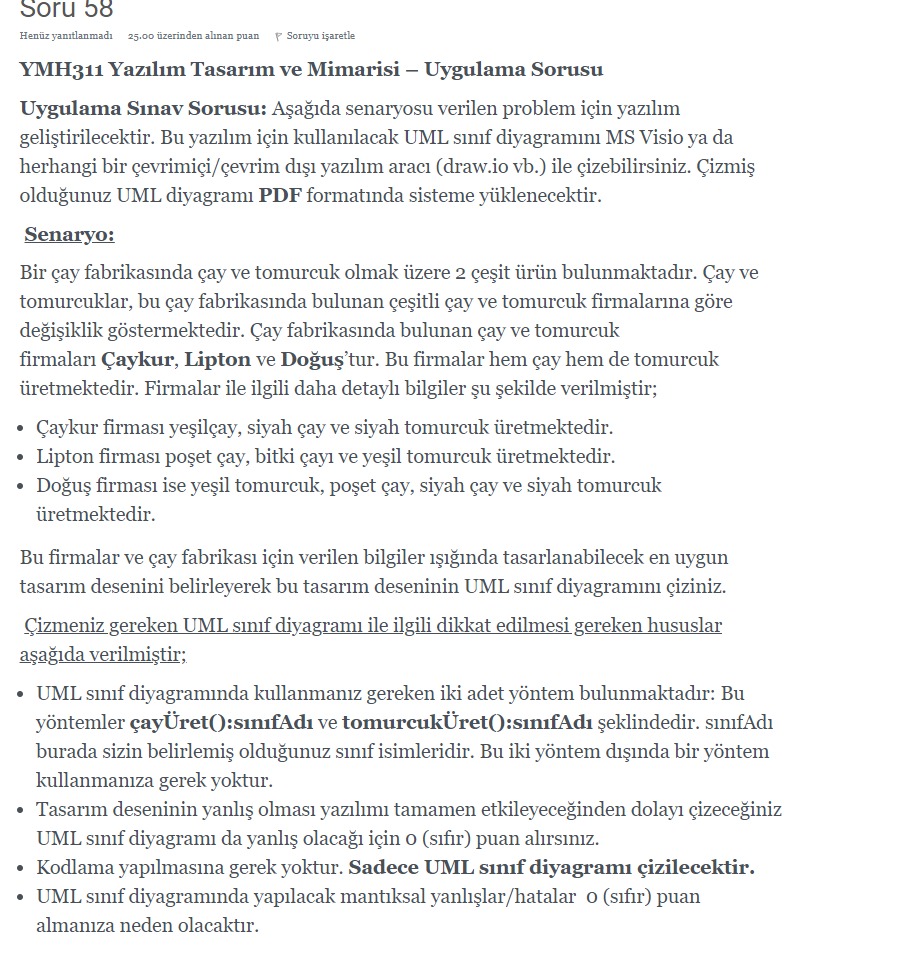 Soru 58
Henüz yanıtlanmadı 25.00 üzerinden alınan puan Soruyu işaretle
YMH311 Yazılım Tasarım ve Mimarisi – Uygulama Sorusu
Uygulama Sınav Sorusu: Aşağıda senaryosu verilen problem için yazılım
geliştirilecektir. Bu yazılım için kullanılacak UML sınıf diyagramını MS Visio ya da
herhangi bir çevrimiçi/çevrim dışı yazılım aracı (draw.io vb.) ile çizebilirsiniz. Çizmiş
olduğunuz UML diyagramı PDF formatında sisteme yüklenecektir.
Senaryo:
Bir çay fabrikasında çay ve tomurcuk olmak üzere 2 çeşit ürün bulunmaktadır. Çay ve
tomurcuklar, bu çay fabrikasında bulunan çeşitli çay ve tomurcuk firmalarına göre
değişiklik göstermektedir. Çay fabrikasında bulunan çay ve tomurcuk
firmaları Çaykur, Lipton ve Doğuş'tur. Bu firmalar hem çay hem de tomurcuk
üretmektedir. Firmalar ile ilgili daha detaylı bilgiler şu şekilde verilmiştir;
• Çaykur firması yeşilçay, siyah çay ve siyah tomurcuk üretmektedir.
• Lipton firması poşet çay, bitki çayı ve yeşil tomurcuk üretmektedir.
• Doğuş firması ise yeşil tomurcuk, poşet çay, siyah çay ve siyah tomurcuk
üretmektedir.
Bu firmalar ve çay fabrikası için verilen bilgiler ışığında tasarlanabilecek en uygun
tasarım desenini belirleyerek bu tasarım deseninin UML sınıf diyagramını çiziniz.
Çizmeniz gereken UML sınıf diyagramı ile ilgili dikkat edilmesi gereken hususlar
aşağıda verilmiştir;
• UML sınıf diyagramında kullanmanız gereken iki adet yöntem bulunmaktadır: Bu
yöntemler çayÜret():sınıfAdı ve tomurcukÜret():sınıfAdı şeklindedir. sınıfAdı
burada sizin belirlemiş olduğunuz sınıf isimleridir. Bu iki yöntem dışında bir yöntem
kullanmanıza gerek yoktur.
• Tasarım deseninin yanlış olması yazılımı tamamen etkileyeceğinden dolayı çizeceğiniz
UML sınıf diyagramı da yanlış olacağı için 0 (sıfır) puan alırsınız.
• Kodlama yapılmasına gerek yoktur. Sadece UML sınıf diyagramı çizilecektir.
• UML sınıf diyagramında yapılacak mantıksal yanlışlar/hatalar 0 (sıfır) puan
almanıza neden olacaktır.